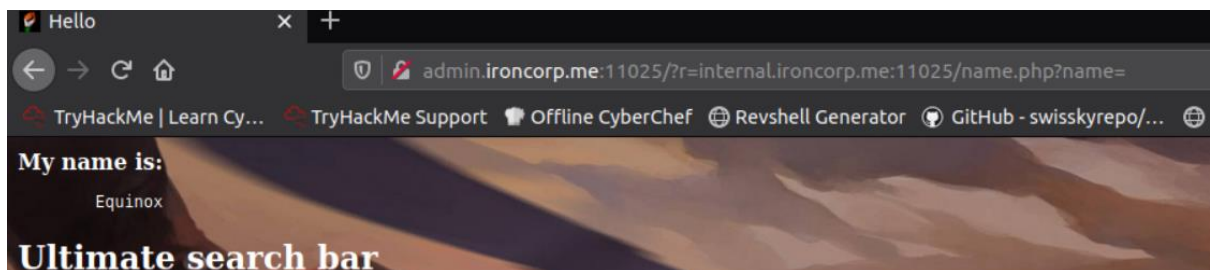 Hello
admin.ironcorp.me:11025/?r=internal.ironcorp.me:11025/name.php?name=
TryHackMe | Learn Cy... TryHackMe Support Offline CyberChef Revshell Generator GitHub - swisskyrepo/...
My name is:
Equinox
Ultimate search bar